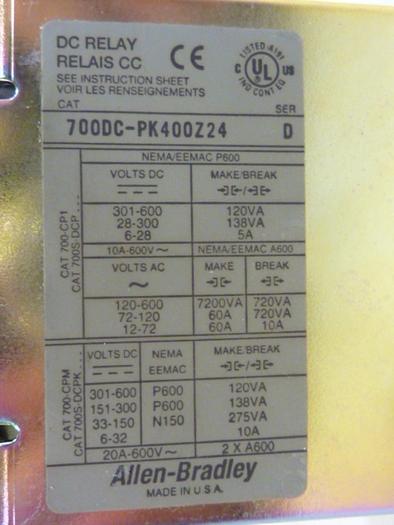 DC RELAY
RELAIS CC
CE
LISTED A191
C UL US
IND CONT EQ
SEE INSTRUCTION SHEET
VOIR LES RENSEIGNEMENTS
CAT
SER
700DC-PK400Z24 D
CAT 700-CP1
CAT 700S-DCP...
NEMA/EEMAC P600
VOLTS DC MAKE/BREAK
301-600 120VA
28-300 138VA
6-28 5A
10A-600V~ NEMA/EEMAC A600
VOLTS AC MAKE BREAK
120-600 7200VA 720VA
72-120 60A 720VA
12-72 60A 10A
CAT 700-CPM
CAT 700S-DCPK...
VOLTS DC NEMA MAKE/BREAK
EEMAC
301-600 P600 120VA
151-300 P600 138VA
33-150 N150 275VA
6-32 10A
20A-600V~ 2 X A600
Allen-Bradley
MADE IN U.S.A.